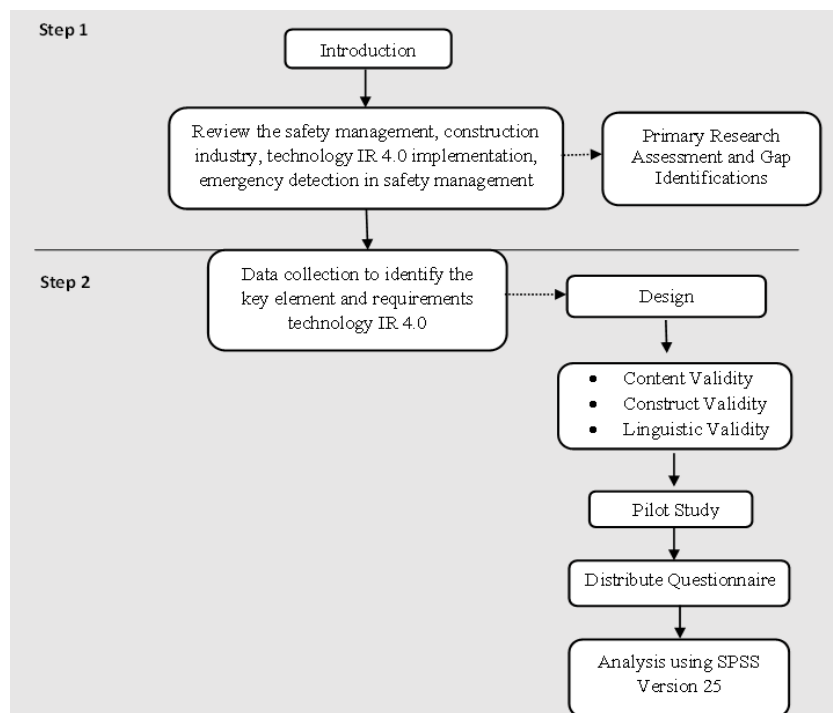 Step 1
Introduction
Review the safety management, construction
industry, technology IR 4.0 implementation,
emergency detection in safety management
Primary Research
Assessment and Gap
Identifications
Step 2
Data collection to identify the
key element and requirements
technology IR 4.0
Design
• Content Validity
• Construct Validity
• Linguistic Validity
Pilot Study
Distribute Questionnaire
Analysis using SPSS
Version 25